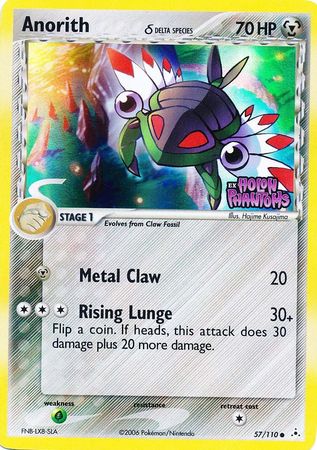 Anorith δ DELTA SPECIES 70 HP
EX HOLON PHANTOMS
Illus. Hajime Kusajima
STAGE 1 Evolves from Claw Fossil
Metal Claw 20
Rising Lunge 30+
Flip a coin. If heads, this attack does 30
damage plus 20 more damage.
weakness resistance retreat cost
FNB-LX8-SLA ©2006 Pokémon/Nintendo 57/110 ●